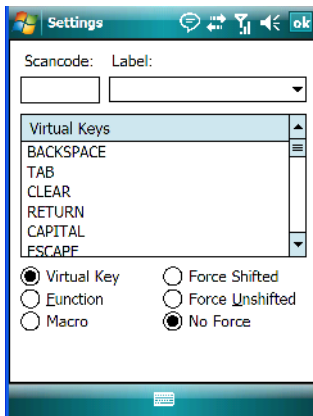 Settings ok
Scancode: Label:
Virtual Keys
BACKSPACE
TAB
CLEAR
RETURN
CAPITAL
ESCAPE
Virtual Key Force Shifted
Function Force Unshifted
Macro No Force